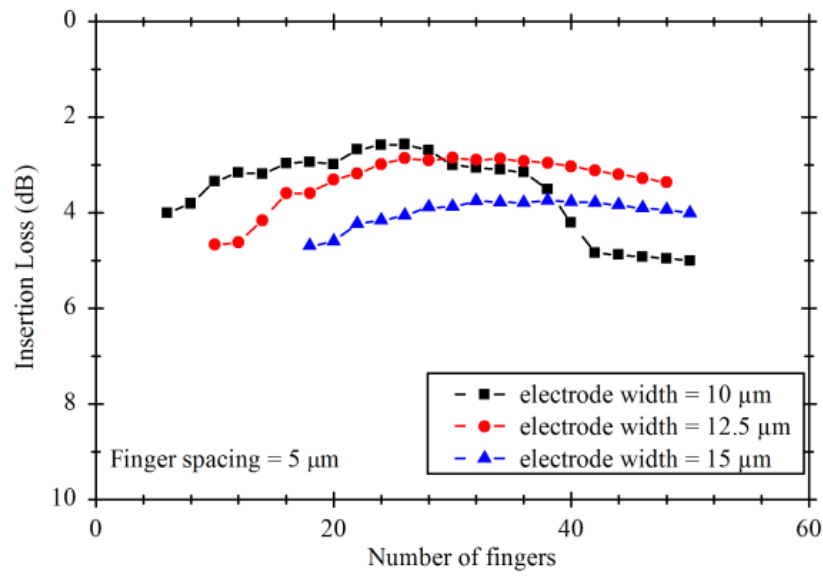 0
2
4
6
8
10
Insertion Loss (dB)
Finger spacing = 5 μm
electrode width = 10 μm
electrode width = 12.5 μm
electrode width = 15 μm
0 20 40 60
Number of fingers